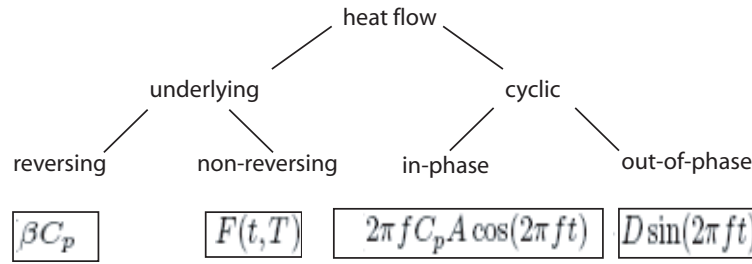 heat flow
underlying cyclic
reversing non-reversing in-phase out-of-phase
βC_p F(t,T) 2πfC_pA cos(2πft) D sin(2πft)